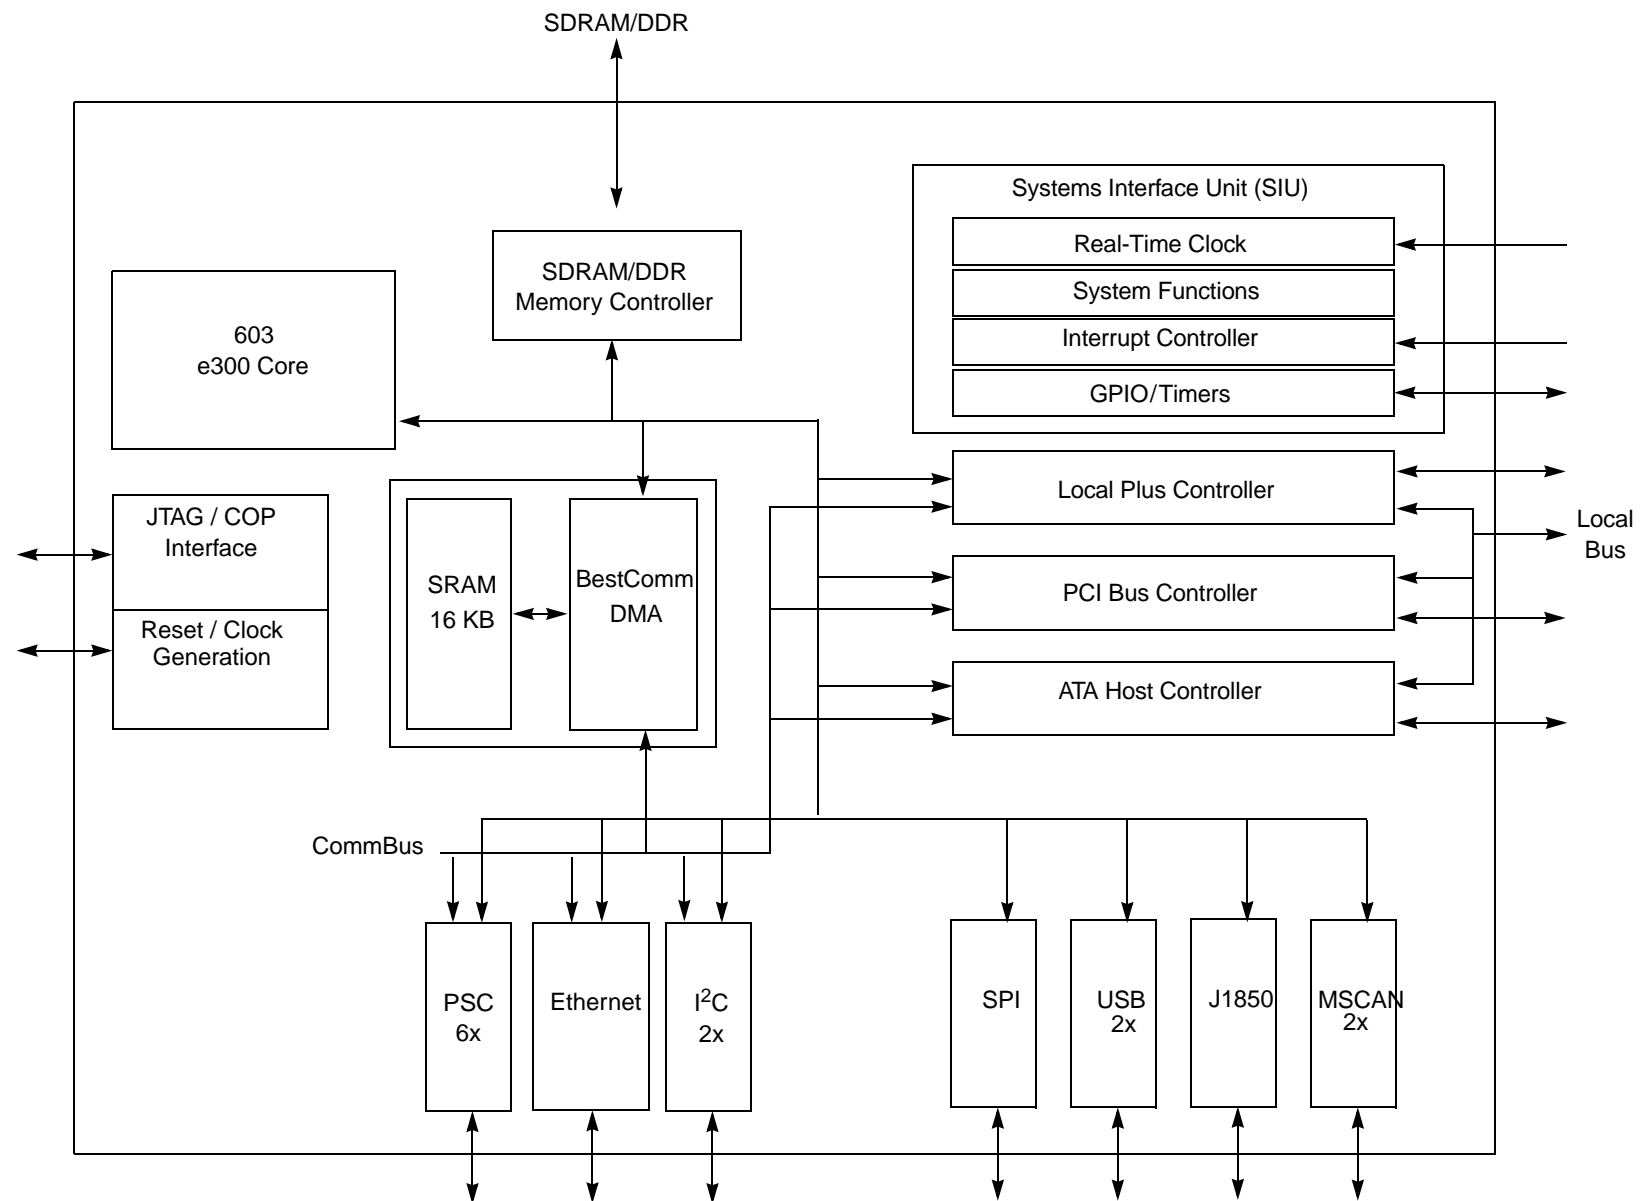 SDRAM/DDR
Systems Interface Unit (SIU)
Real-Time Clock
System Functions
Interrupt Controller
GPIO/Timers
SDRAM/DDR
Memory Controller
603
e300 Core
Local Plus Controller
PCI Bus Controller
ATA Host Controller
Local
Bus
JTAG / COP
Interface
Reset / Clock
Generation
SRAM
16 KB
BestComm
DMA
CommBus
PSC
6x
Ethernet
I²C
2x
SPI
USB
2x
J1850
MSCAN
2x